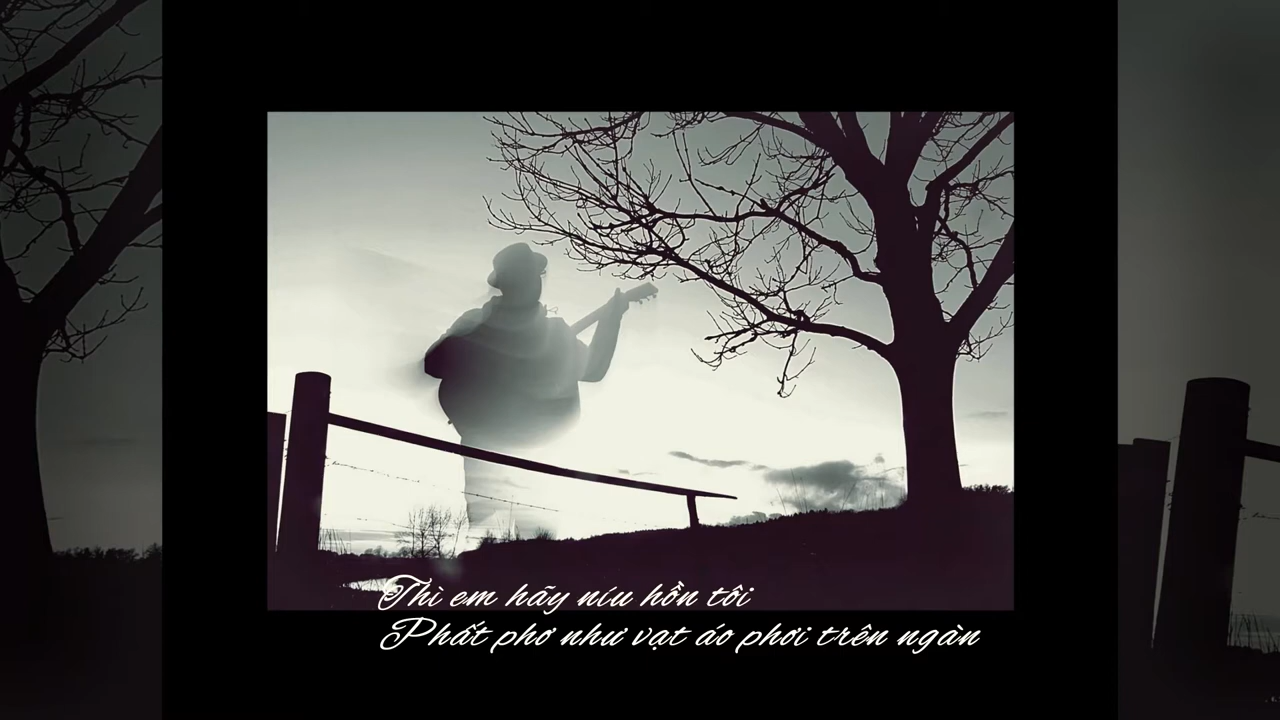 Thì em hãy níu hồn tôi
Phất phơ như vạt áo phơi trên ngàn